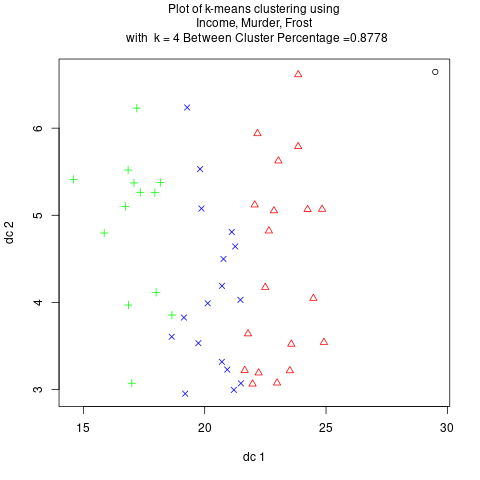 Plot of k-means clustering using
Income, Murder, Frost
with k = 4 Between Cluster Percentage =0.8778
6
5
4
3
dc 2
15 20 25 30
dc 1